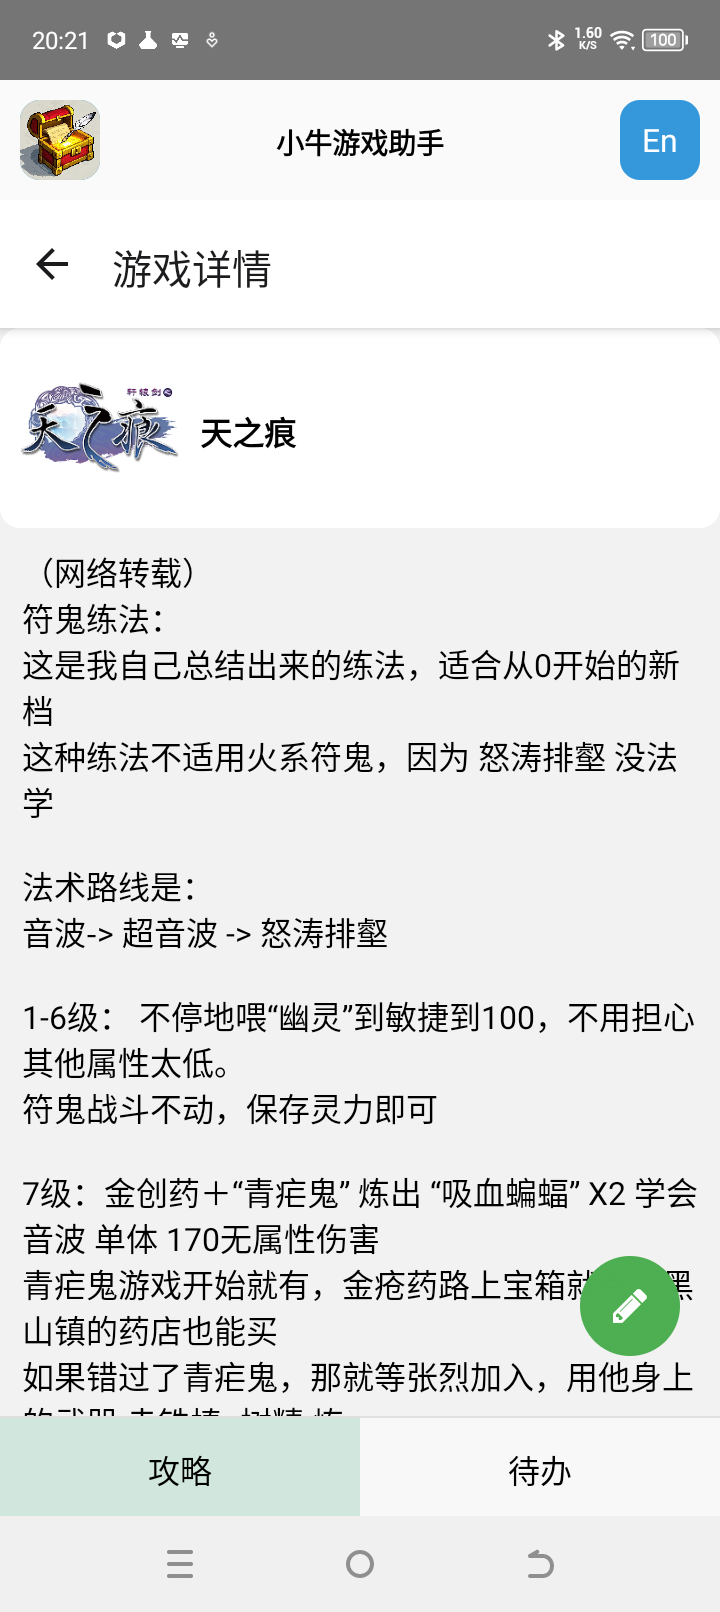 20:21
1.60
K/S
100
小牛游戏助手
En
游戏详情
轩辕剑
天之痕
天之痕
（网络转载）
符鬼练法：
这是我自己总结出来的练法，适合从0开始的新
档
这种练法不适用火系符鬼，因为 怒涛排壑 没法
学
法术路线是：
音波-> 超音波 -> 怒涛排壑
1-6级： 不停地喂“幽灵”到敏捷到100，不用担心
其他属性太低。
符鬼战斗不动，保存灵力即可
7级：金创药＋“青疟鬼” 炼出 “吸血蝙蝠” X2 学会
音波 单体 170无属性伤害
青疟鬼游戏开始就有，金疮药路上宝箱就 黑
山镇的药店也能买
如果错过了青疟鬼，那就等张烈加入，用他身上
攻略
待办